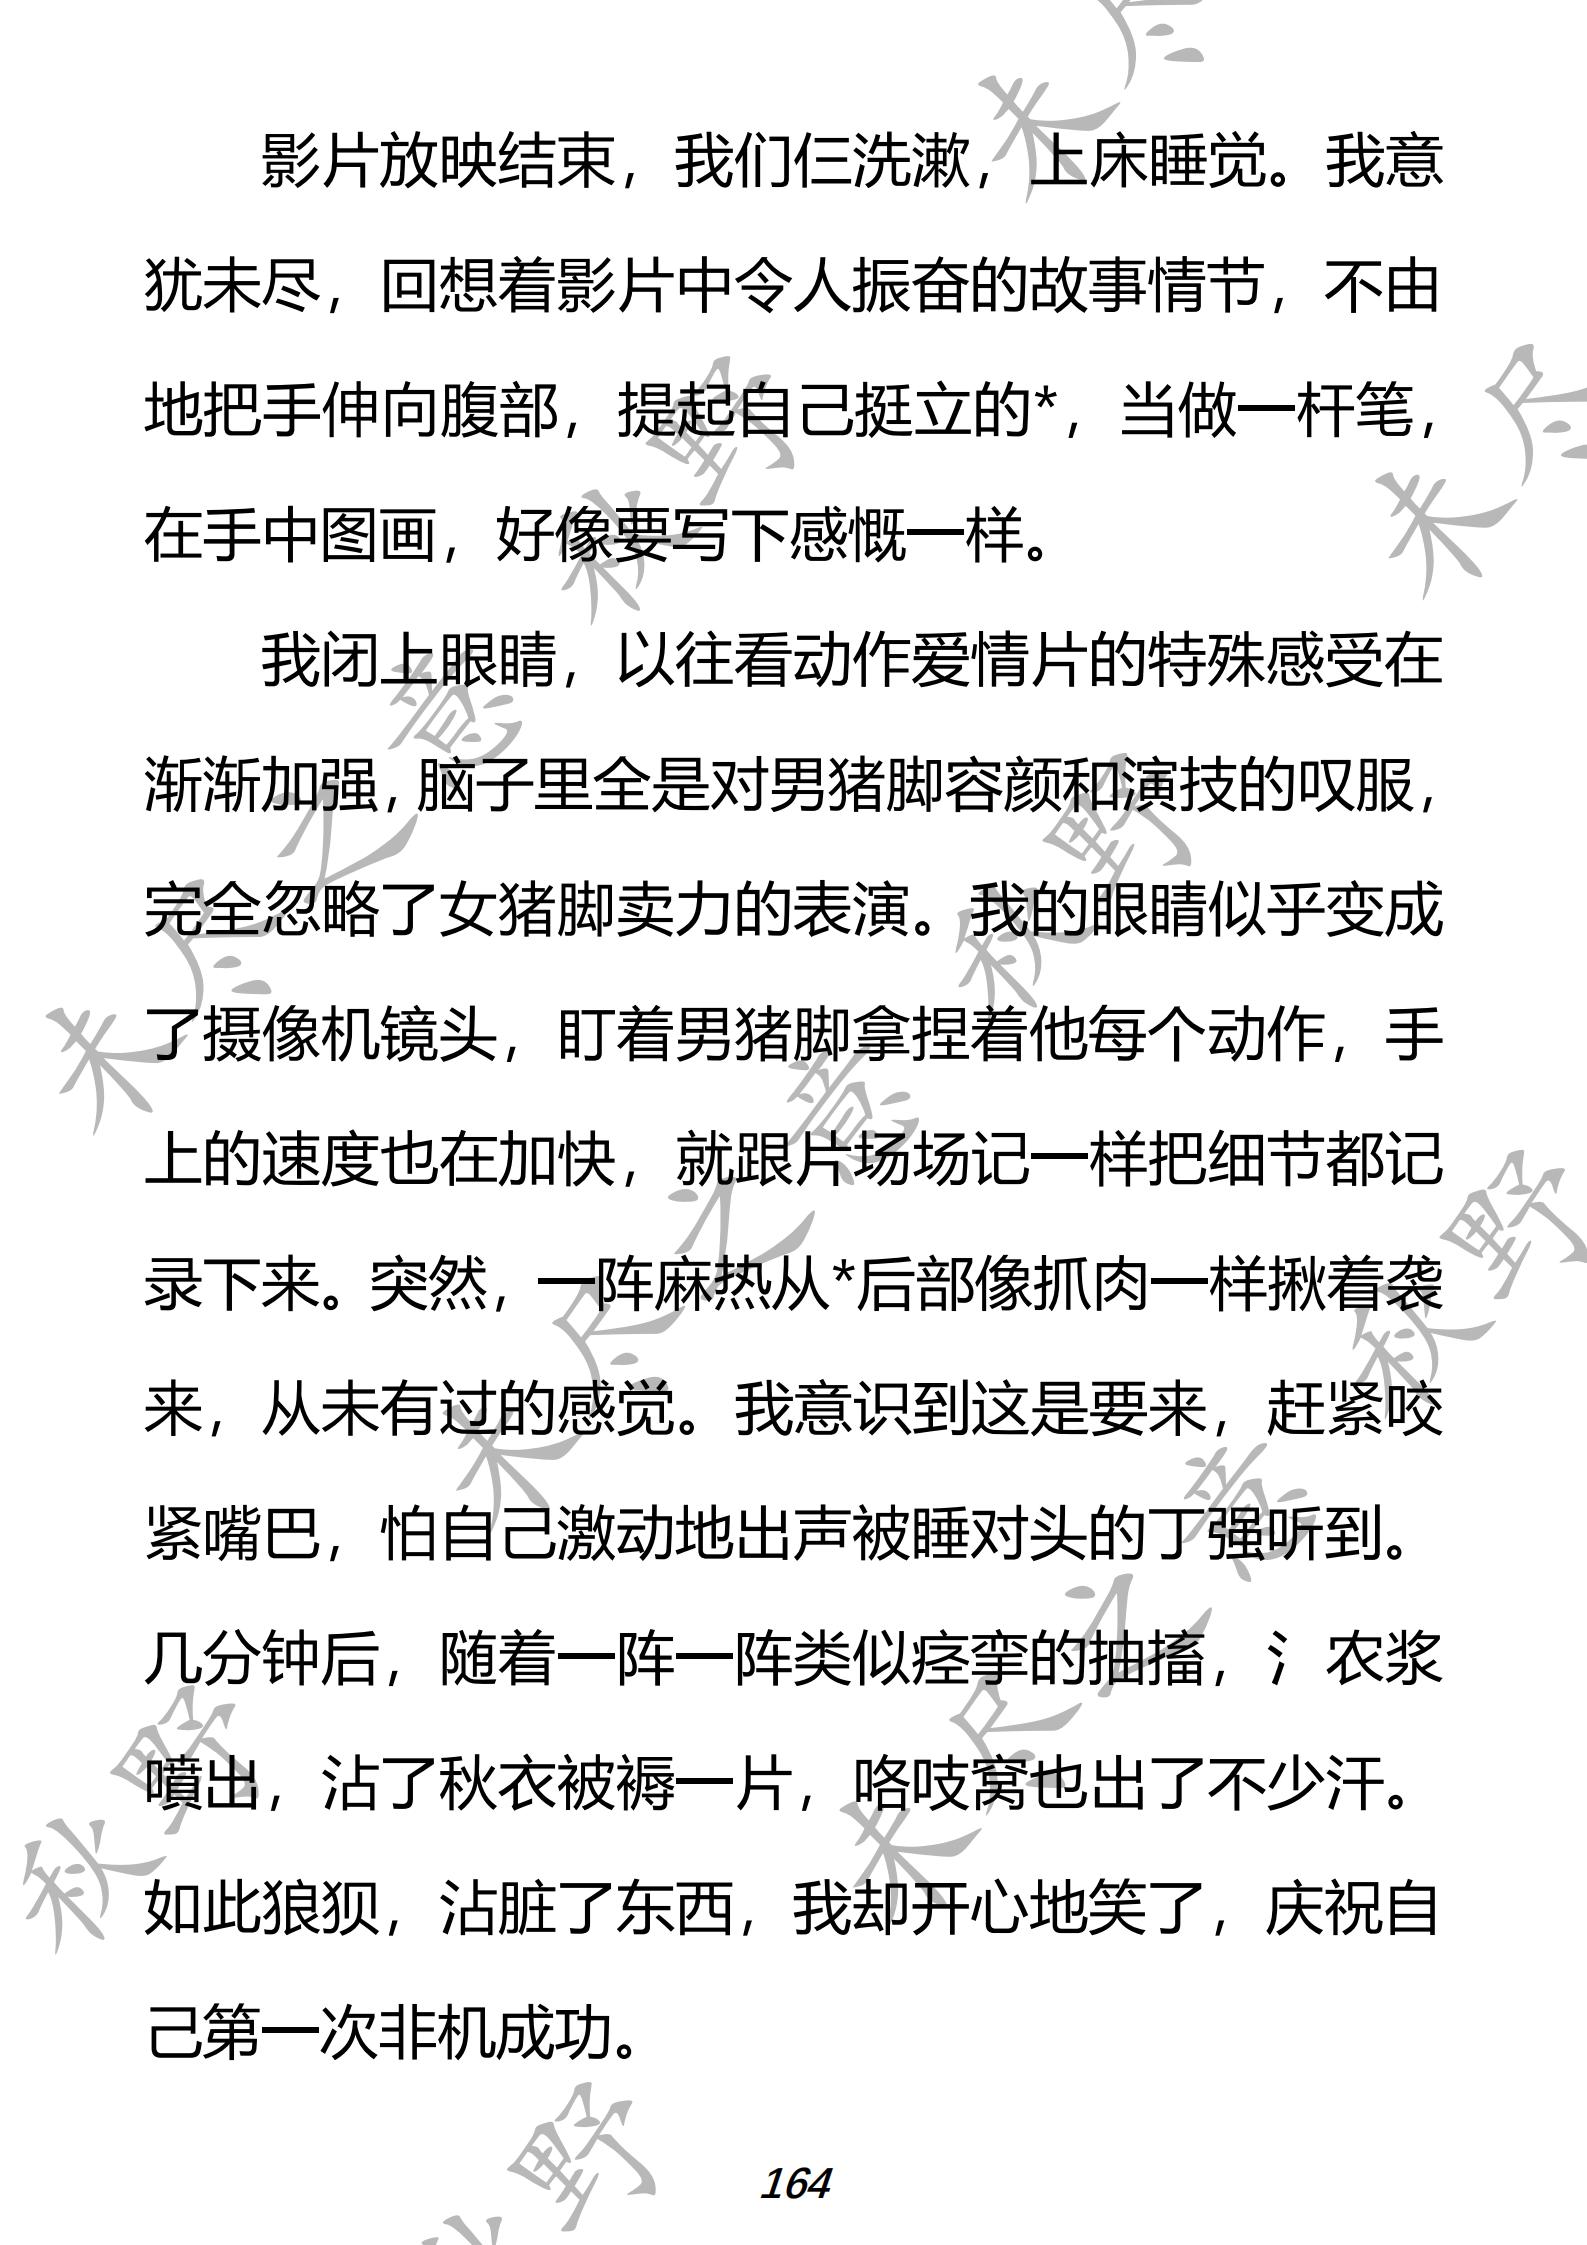 影片放映结束，我们仨洗漱，上床睡觉。我意
犹未尽，回想着影片中令人振奋的故事情节，不由
地把手伸向腹部，提起自己挺立的*，当做一杆笔，
在手中图画，好像要写下感慨一样。
我闭上眼睛，以往看动作爱情片的特殊感受在
渐渐加强，脑子里全是对男猪脚容颜和演技的叹服，
完全忽略了女猪脚卖力的表演。我的眼睛似乎变成
了摄像机镜头，盯着男猪脚拿捏着他每个动作，手
上的速度也在加快，就跟片场场记一样把细节都记
录下来。突然，一阵麻热从*后部像抓肉一样揪着袭
来，从未有过的感觉。我意识到这是要来，赶紧咬
紧嘴巴，怕自己激动地出声被睡对头的丁强听到。
几分钟后，随着一阵一阵类似痉挛的抽搐，氵农浆
喷出，沾了秋衣被褥一片，咯吱窝也出了不少汗。
如此狼狈，沾脏了东西，我却开心地笑了，庆祝自
己第一次非机成功。
164
未尽之意 秋野